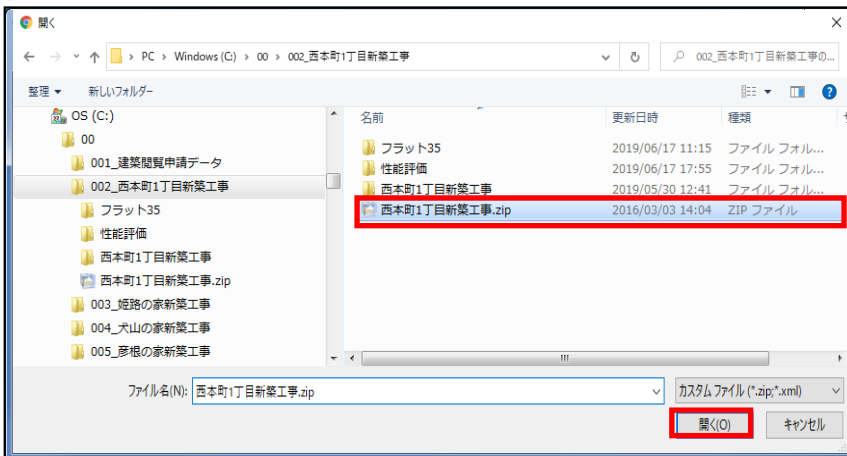 開く
PC › Windows (C:) › 00 › 002_西本町1丁目新築工事
002_西本町1丁目新築工事の...
整理 新しいフォルダー
OS (C:)
00
001_建築閲覧申請データ
002_西本町1丁目新築工事
フラット35
性能評価
西本町1丁目新築工事
西本町1丁目新築工事.zip
003_姫路の家新築工事
004_犬山の家新築工事
005_彦根の家新築工事
名前 更新日時 種類
フラット35 2019/06/17 11:15 ファイル フォル...
性能評価 2019/06/17 17:55 ファイル フォル...
西本町1丁目新築工事 2019/05/30 12:41 ファイル フォル...
西本町1丁目新築工事.zip 2016/03/03 14:04 ZIP ファイル
ファイル名(N): 西本町1丁目新築工事.zip カスタム ファイル (*.zip;*.xml)
開く(O) キャンセル